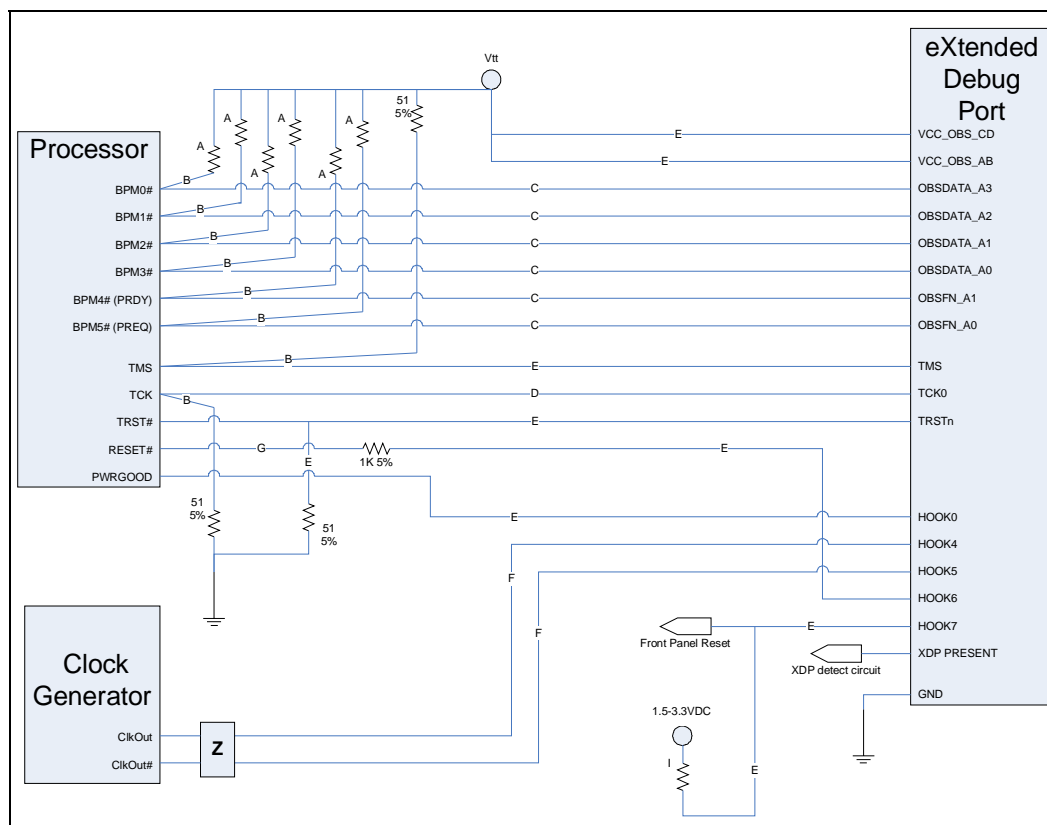 eXtended
Debug
Port
Vtt
51
5%
A
A
A
A
A
A
Processor
E
VCC_OBS_CD
E
VCC_OBS_AB
BPM0#
B
C
OBSDATA_A3
BPM1#
B
C
OBSDATA_A2
BPM2#
B
C
OBSDATA_A1
BPM3#
B
C
OBSDATA_A0
BPM4# (PRDY)
B
C
OBSFN_A1
BPM5# (PREQ)
C
OBSFN_A0
B
TMS
E
TMS
TCK
B
D
TCK0
TRST#
E
TRSTn
RESET#
G
1K 5%
E
E
PWRGOOD
51
5%
51
5%
E
HOOK0
HOOK4
F
HOOK5
HOOK6
F
E
HOOK7
Front Panel Reset
XDP PRESENT
XDP detect circuit
GND
Clock
Generator
1.5-3.3VDC
ClkOut
Z
ClkOut#
I
E